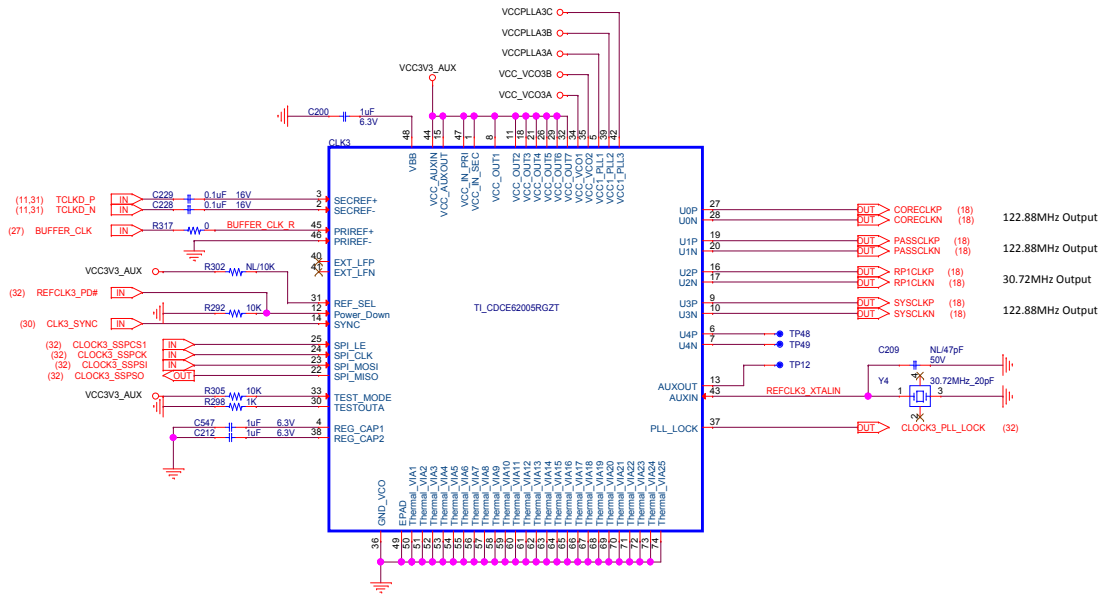 VCCPLLA3C
VCCPLLA3B
VCCPLLA3A
VCC_VCO3B
VCC_VCO3A
VCC3V3_AUX
C200
1uF
6.3V
48
44
15
47
1
8
11
18
21
26
29
32
34
35
5
39
42
CLK3
VBB
VCC_AUXIN
VCC_AUXOUT
VCC_IN_PRI
VCC_IN_SEC
VCC_OUT1
VCC_OUT2
VCC_OUT3
VCC_OUT4
VCC_OUT5
VCC_OUT6
VCC_OUT7
VCC_VCO1
VCC_VCO2
VCC1_PLL1
VCC1_PLL2
VCC1_PLL3
(11,31) TCLKD_P IN C229 0.1uF 16V 3 SECREF+
(11,31) TCLKD_N IN C228 0.1uF 16V 2 SECREF-
(27) BUFFER_CLK IN R317 0 BUFFER_CLK_R 45 PRIREF+
46 PRIREF-
40 EXT_LFP
41 EXT_LFN
VCC3V3_AUX R302 NL/10K 31 REF_SEL
(32) REFCLK3_PD# IN R292 10K 12 Power_Down
(30) CLK3_SYNC IN 14 SYNC
(32) CLOCK3_SSPCS1 IN 25 SPI_LE
(32) CLOCK3_SSPCK IN 24 SPI_CLK
(32) CLOCK3_SSPSI IN 23 SPI_MOSI
(32) CLOCK3_SSPSO OUT 22 SPI_MISO
VCC3V3_AUX R305 10K 33 TEST_MODE
R298 1K 30 TESTOUTA
C547 1uF 6.3V 4 REG_CAP1
C212 1uF 6.3V 38 REG_CAP2
TI_CDCE62005RGZT
U0P 27 OUT CORECLKP (18)
U0N 28 OUT CORECLKN (18)
122.88MHz Output
U1P 19 OUT PASSCLKP (18)
U1N 20 OUT PASSCLKN (18)
122.88MHz Output
U2P 16 OUT RP1CLKP (18)
U2N 17 OUT RP1CLKN (18)
30.72MHz Output
U3P 9 OUT SYSCLKP (18)
U3N 10 OUT SYSCLKN (18)
122.88MHz Output
U4P 6 TP48
U4N 7 TP49
TP12
AUXOUT 13
AUXIN 43 REFCLK3_XTALIN
C209 NL/47pF
50V
Y4 30.72MHz_20pF
4
1
3
2
PLL_LOCK 37 OUT CLOCK3_PLL_LOCK (32)
GND_VCO
EPAD
Thermal_VIA1
Thermal_VIA2
Thermal_VIA3
Thermal_VIA4
Thermal_VIA5
Thermal_VIA6
Thermal_VIA7
Thermal_VIA8
Thermal_VIA9
Thermal_VIA10
Thermal_VIA11
Thermal_VIA12
Thermal_VIA13
Thermal_VIA14
Thermal_VIA15
Thermal_VIA16
Thermal_VIA17
Thermal_VIA18
Thermal_VIA19
Thermal_VIA20
Thermal_VIA21
Thermal_VIA22
Thermal_VIA23
Thermal_VIA24
Thermal_VIA25
36
49
50
51
52
53
54
55
56
57
58
59
60
61
62
63
64
65
66
67
68
69
70
71
72
73
74